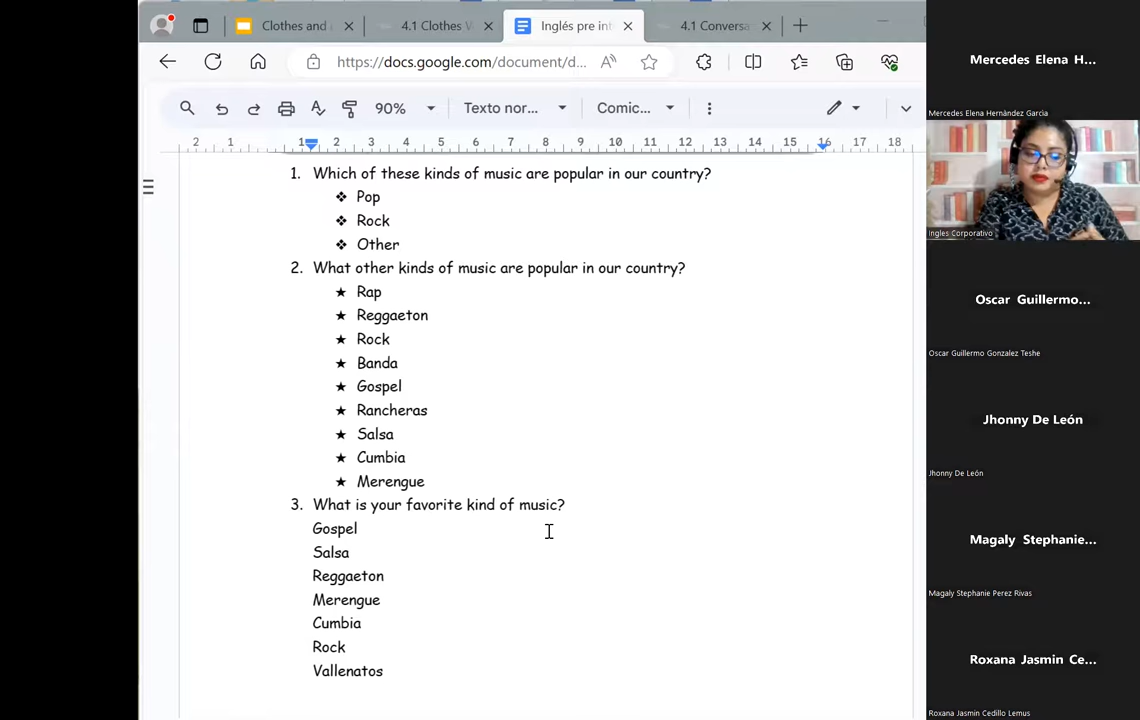 Clothes and
4.1 Clothes W
Inglés pre int
4.1 Conversa
https://docs.google.com/document/d...
90%
Texto nor...
Comic...
2 1 1 2 3 4 5 6 7 8 9 10 11 12 13 14 15 16 17 18
1. Which of these kinds of music are popular in our country?
Pop
Rock
Other
2. What other kinds of music are popular in our country?
Rap
Reggaeton
Rock
Banda
Gospel
Rancheras
Salsa
Cumbia
Merengue
3. What is your favorite kind of music?
Gospel
Salsa
Reggaeton
Merengue
Cumbia
Rock
Vallenatos
Mercedes Elena H...
Mercedes Elena Hernández Garcia
Ingles Corporativo
Oscar Guillermo...
Oscar Guillermo Gonzalez Teshe
Jhonny De León
Jhonny De León
Magaly Stephanie...
Magaly Stephanie Perez Rivas
Roxana Jasmin Ce...
Roxana Jasmin Cedillo Lemus